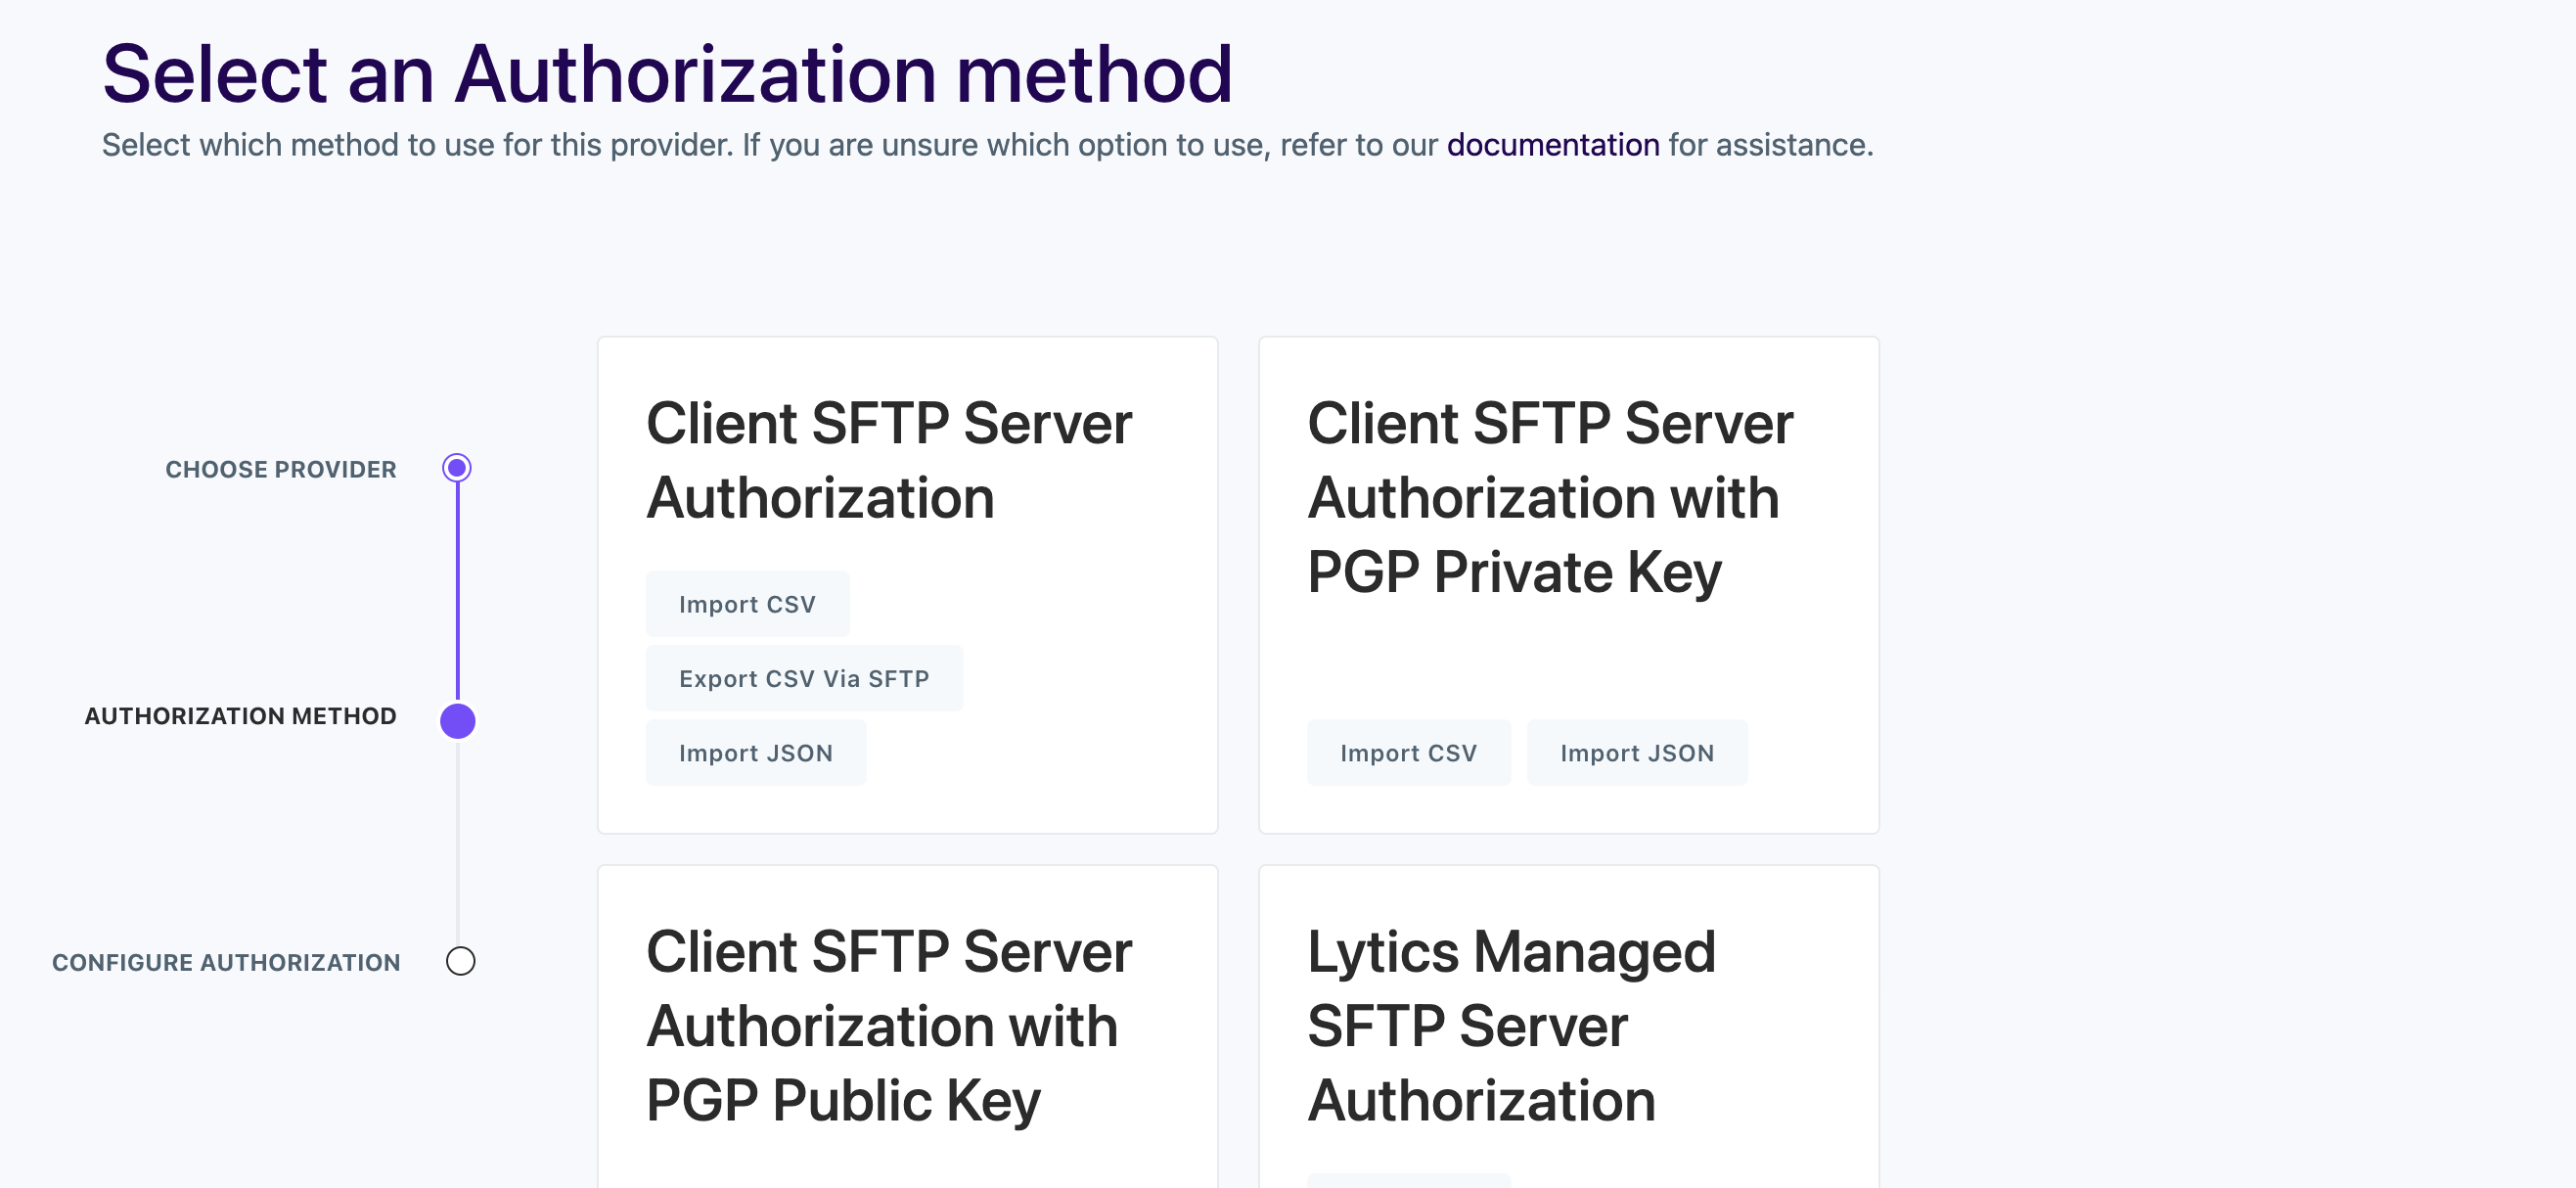 Select an Authorization method
Select which method to use for this provider. If you are unsure which option to use, refer to our documentation for assistance.
CHOOSE PROVIDER
AUTHORIZATION METHOD
CONFIGURE AUTHORIZATION
Client SFTP Server
Authorization
Import CSV
Export CSV Via SFTP
Import JSON
Client SFTP Server
Authorization with
PGP Private Key
Import CSV
Import JSON
Client SFTP Server
Authorization with
PGP Public Key
Lytics Managed
SFTP Server
Authorization